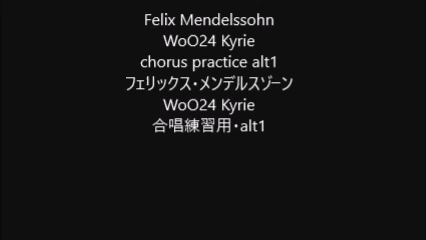 Felix Mendelssohn
WoO24 Kyrie
chorus practice alt1
フェリックス・メンデルスゾーン
WoO24 Kyrie
合唱練習用・alt1